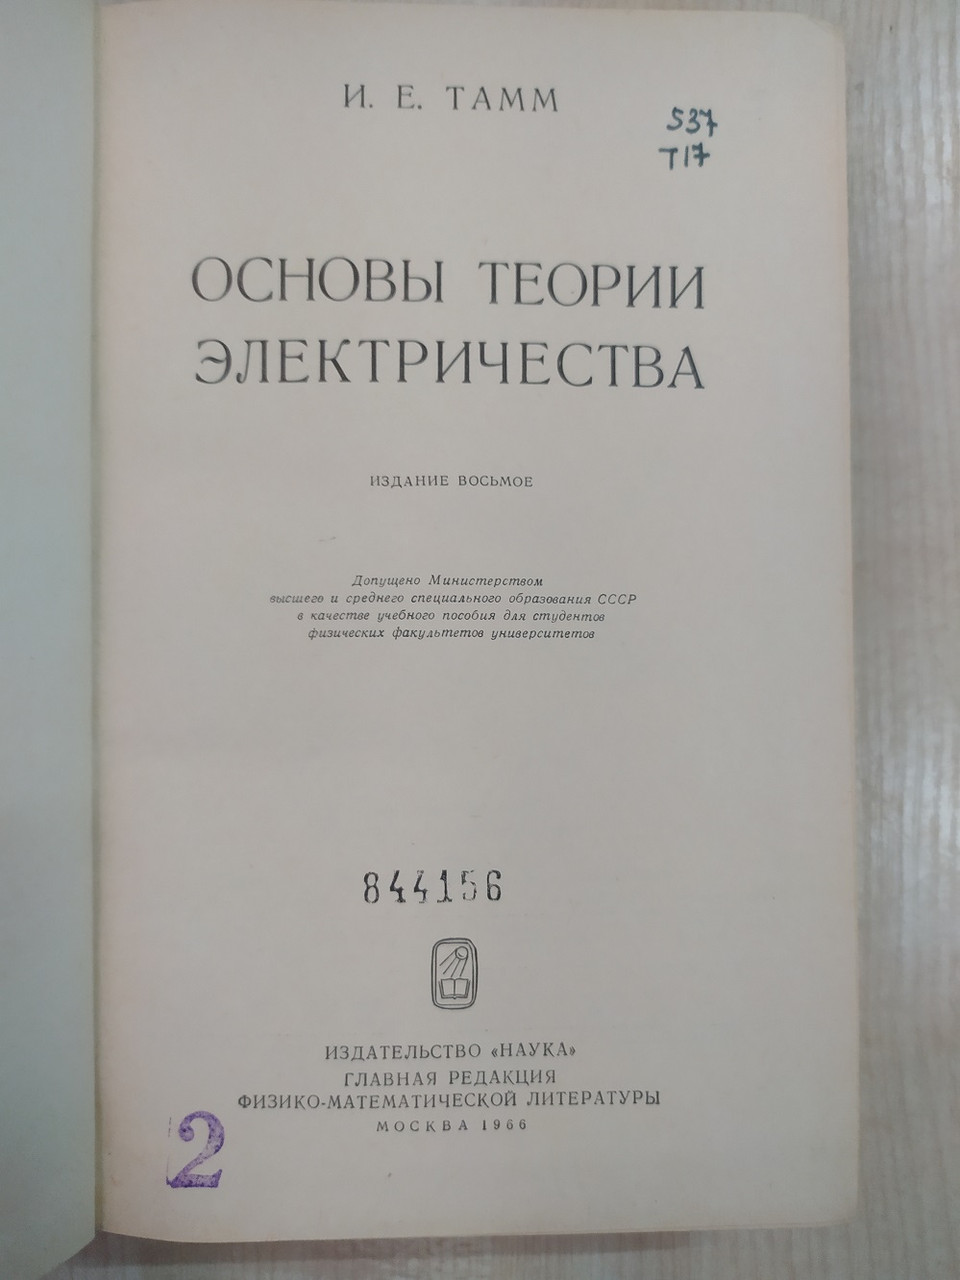 И. Е. ТАММ
537
Т17
ОСНОВЫ ТЕОРИИ
ЭЛЕКТРИЧЕСТВА
ИЗДАНИЕ ВОСЬМОЕ
Допущено Министерством
высшего и среднего специального образования СССР
в качестве учебного пособия для студентов
физических факультетов университетов
844156
ИЗДАТЕЛЬСТВО «НАУКА»
ГЛАВНАЯ РЕДАКЦИЯ
ФИЗИКО-МАТЕМАТИЧЕСКОЙ ЛИТЕРАТУРЫ
МОСКВА 1966
2